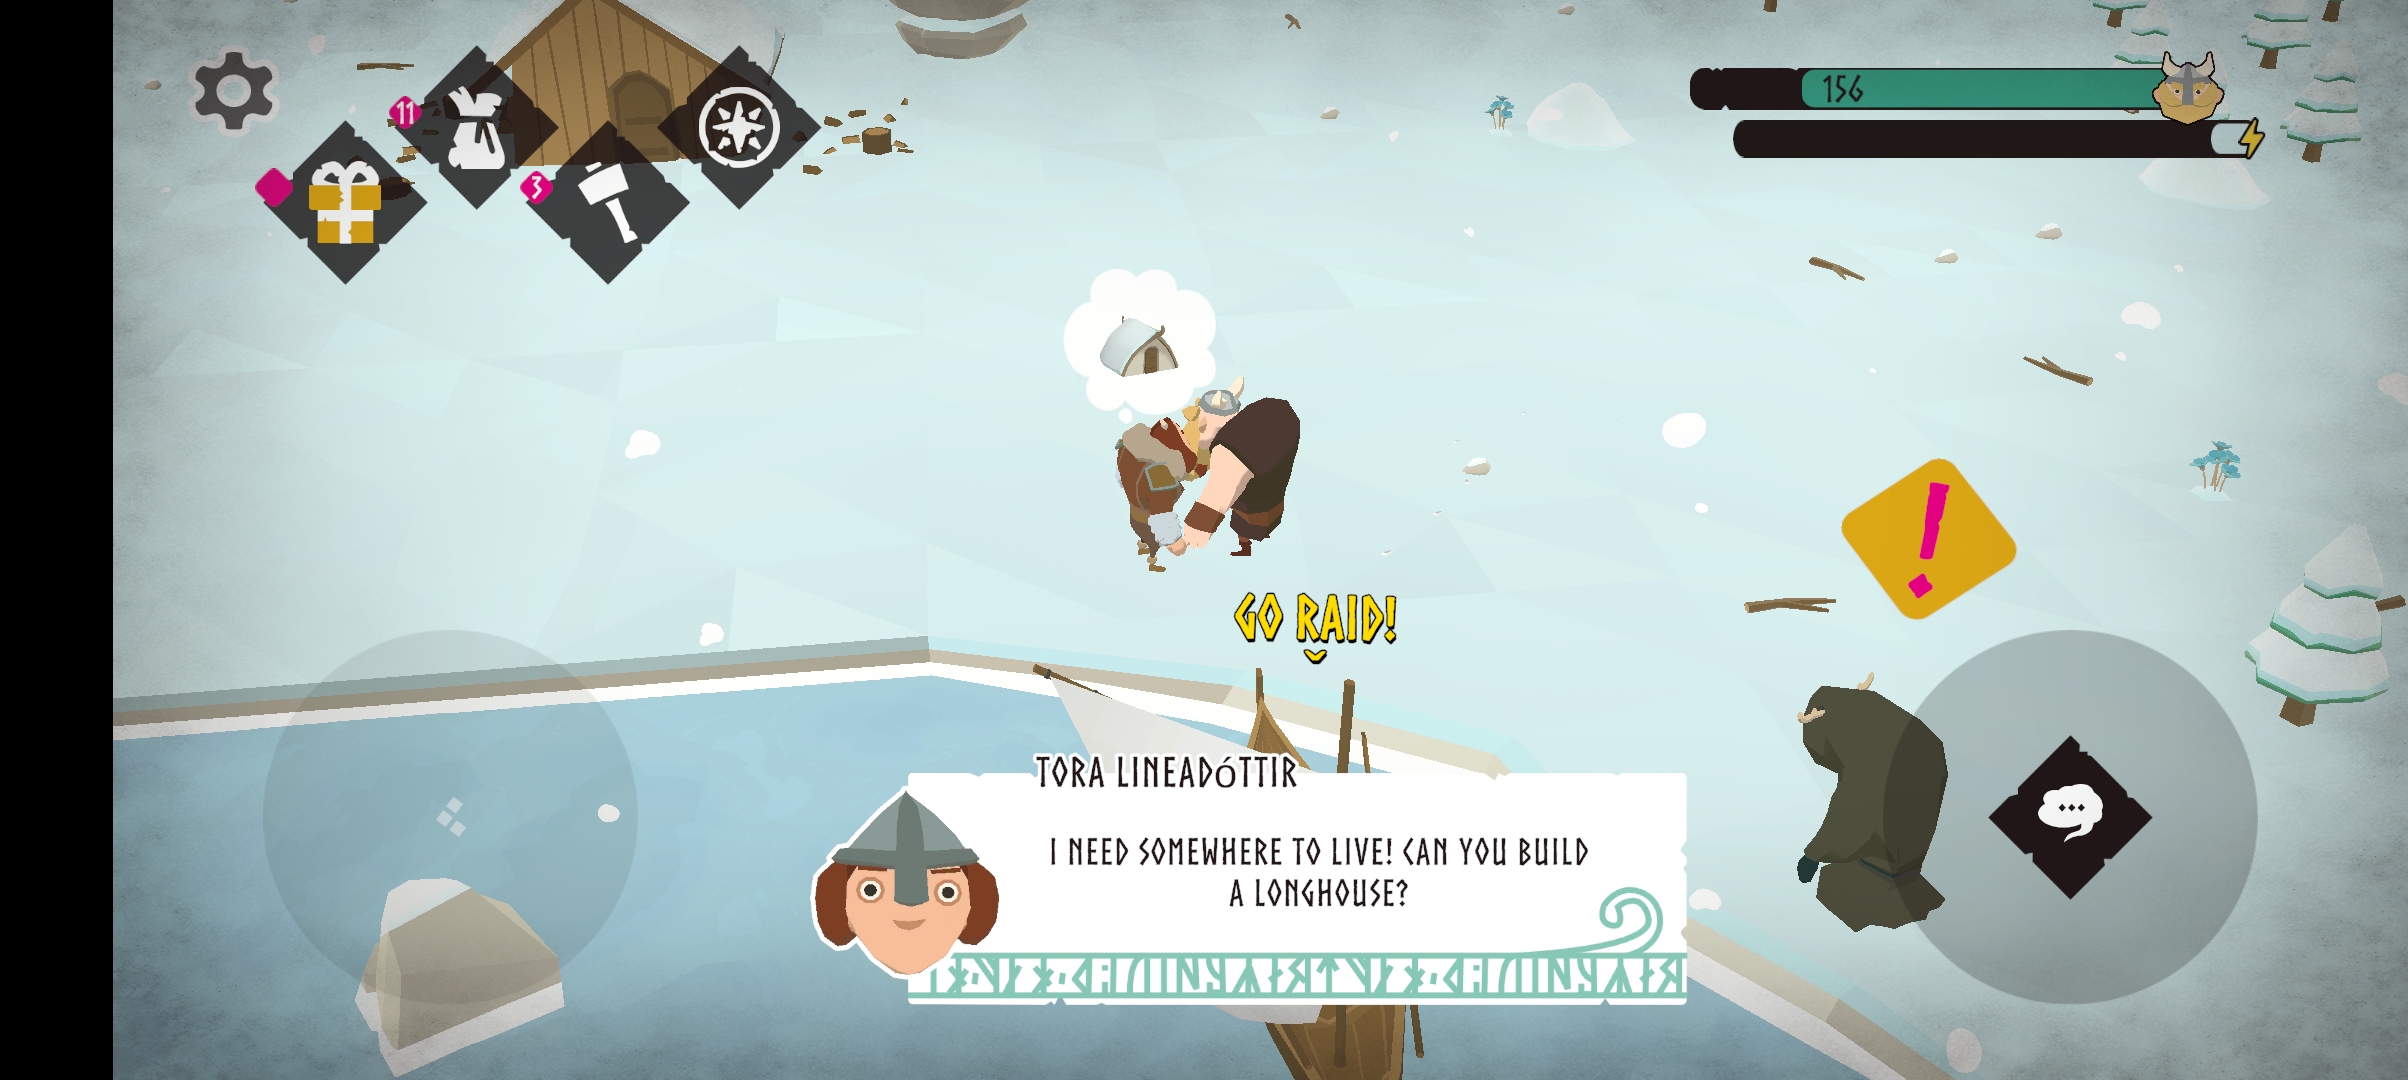 11
156
3
GO RAID!
TORA LINEADÓTTIR
I NEED SOMEWHERE TO LIVE! CAN YOU BUILD
A LONGHOUSE?